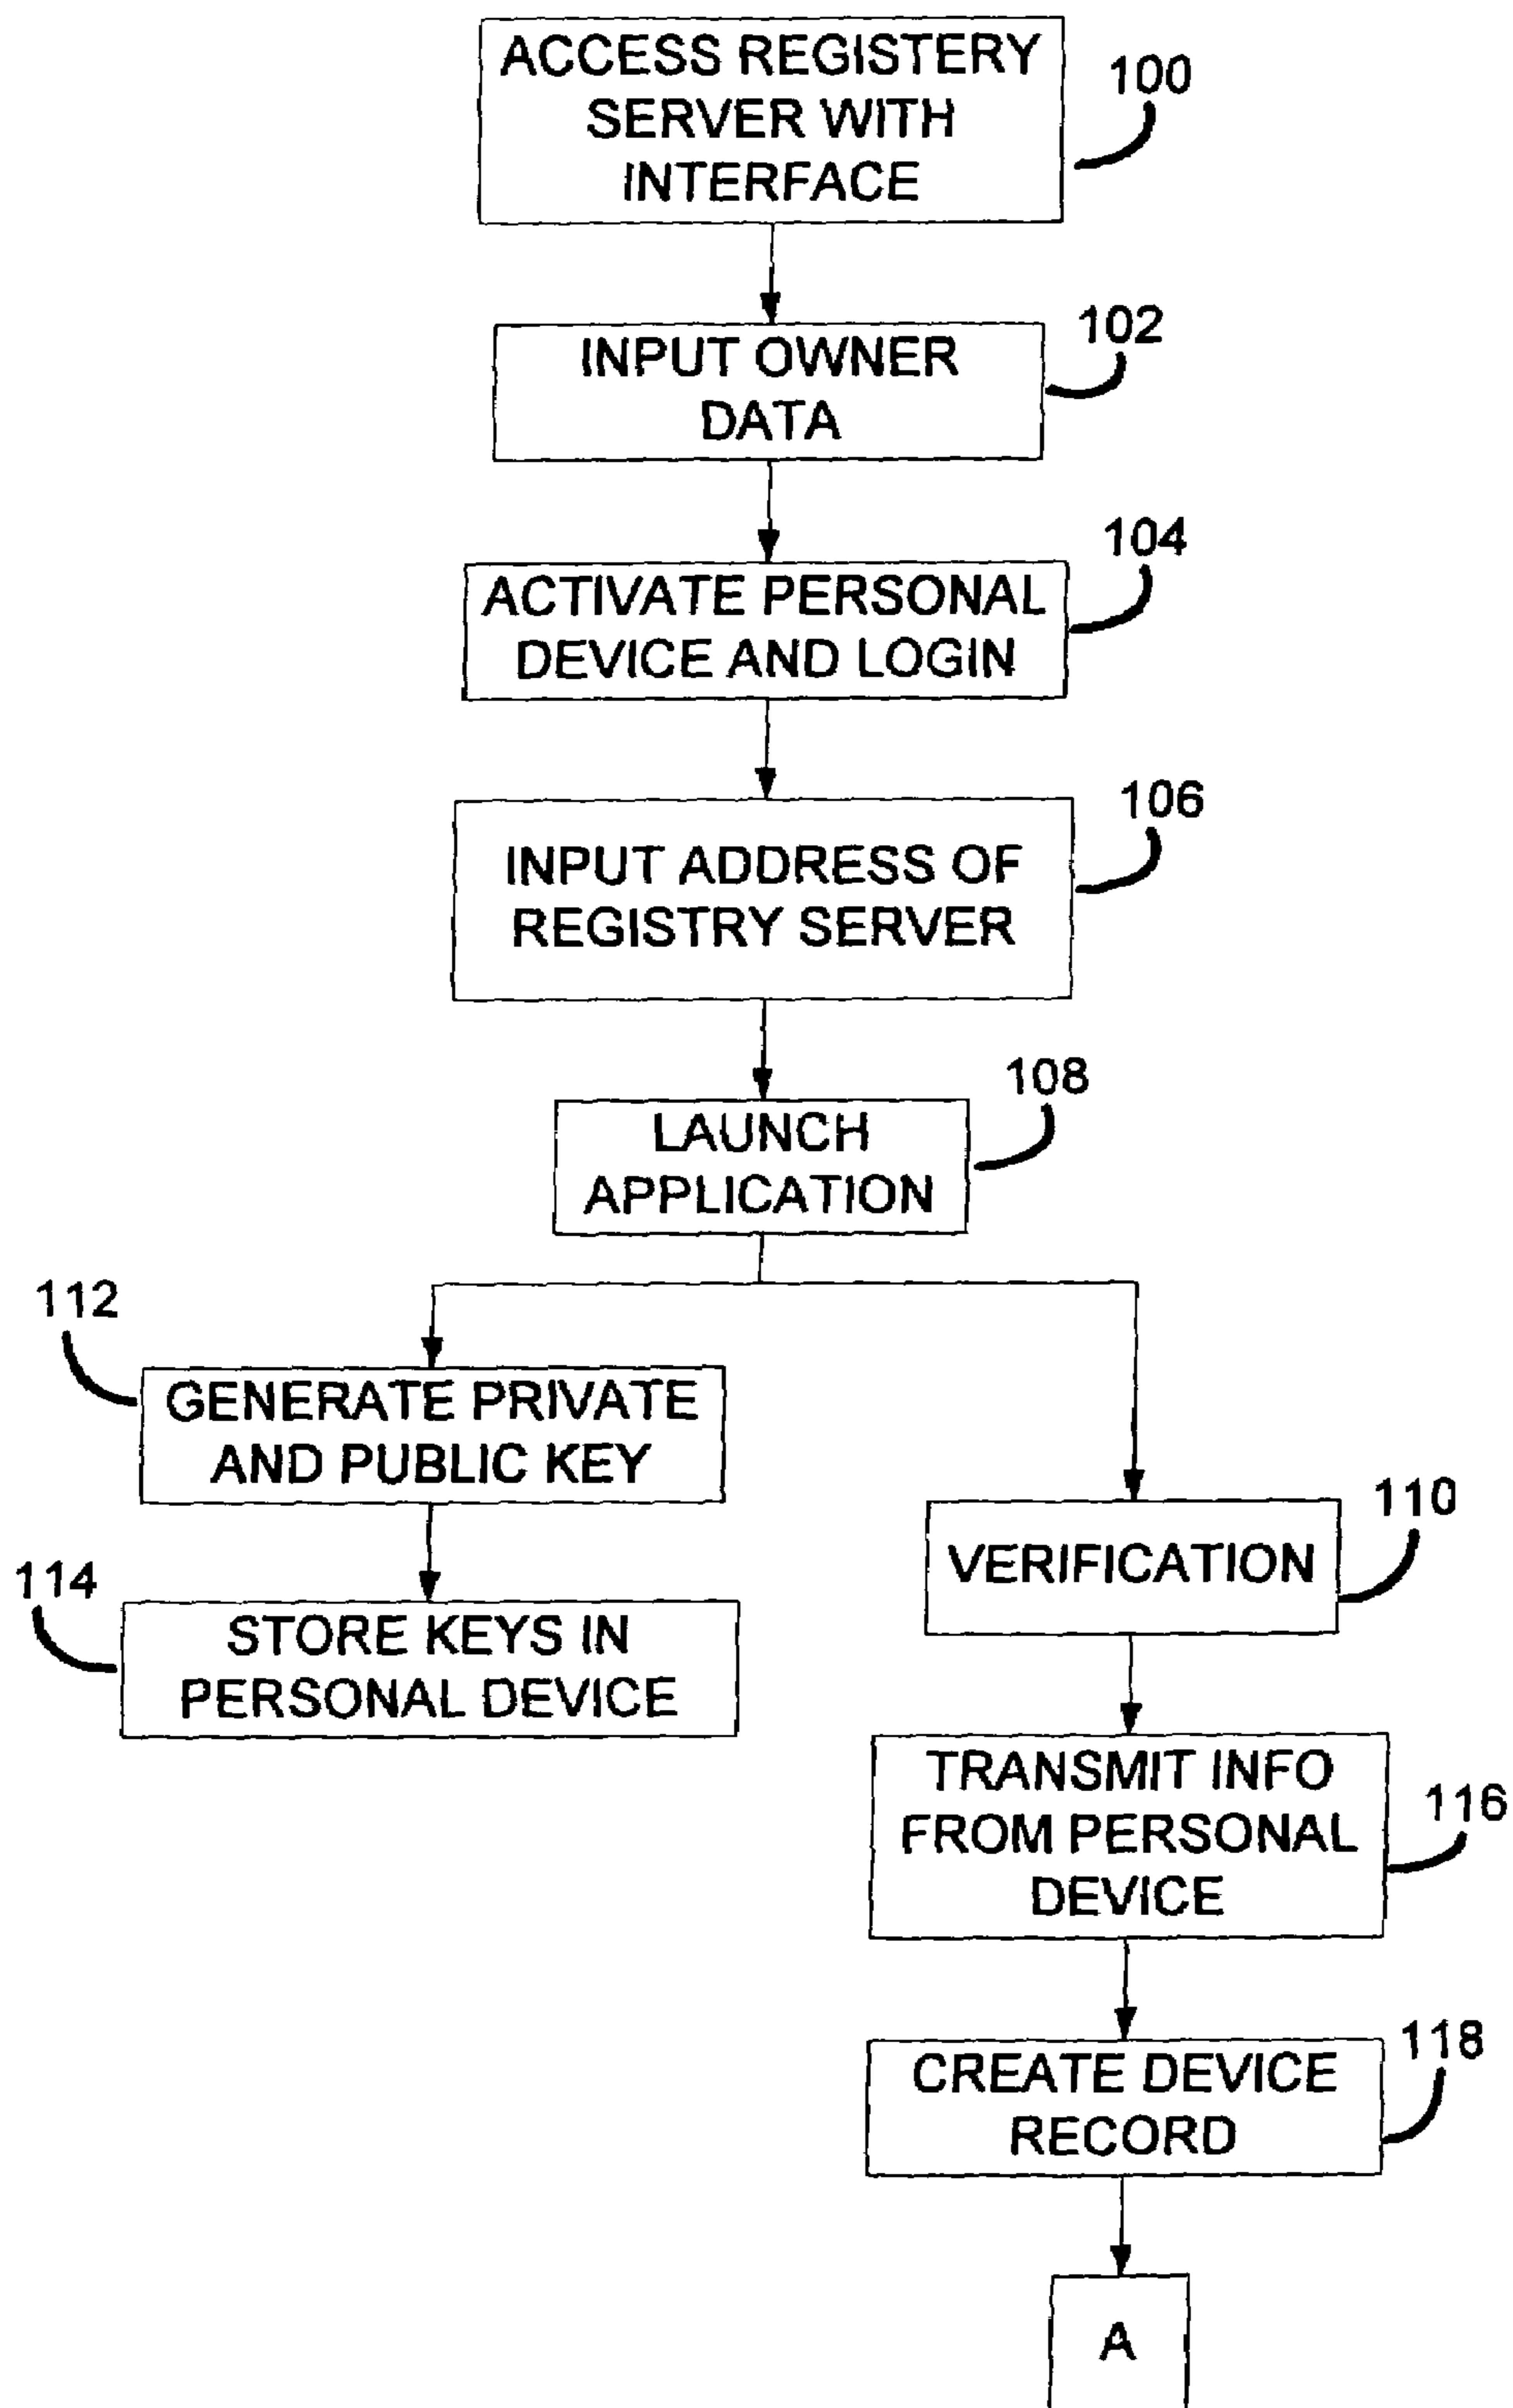 ACCESS REGISTERY
SERVER WITH
INTERFACE
100
INPUT OWNER
DATA
102
ACTIVATE PERSONAL
DEVICE AND LOGIN
104
INPUT ADDRESS OF
REGISTRY SERVER
106
LAUNCH
APPLICATION
108
112
GENERATE PRIVATE
AND PUBLIC KEY
114
STORE KEYS IN
PERSONAL DEVICE
VERIFICATION
110
TRANSMIT INFO
FROM PERSONAL
DEVICE
116
CREATE DEVICE
RECORD
118
A